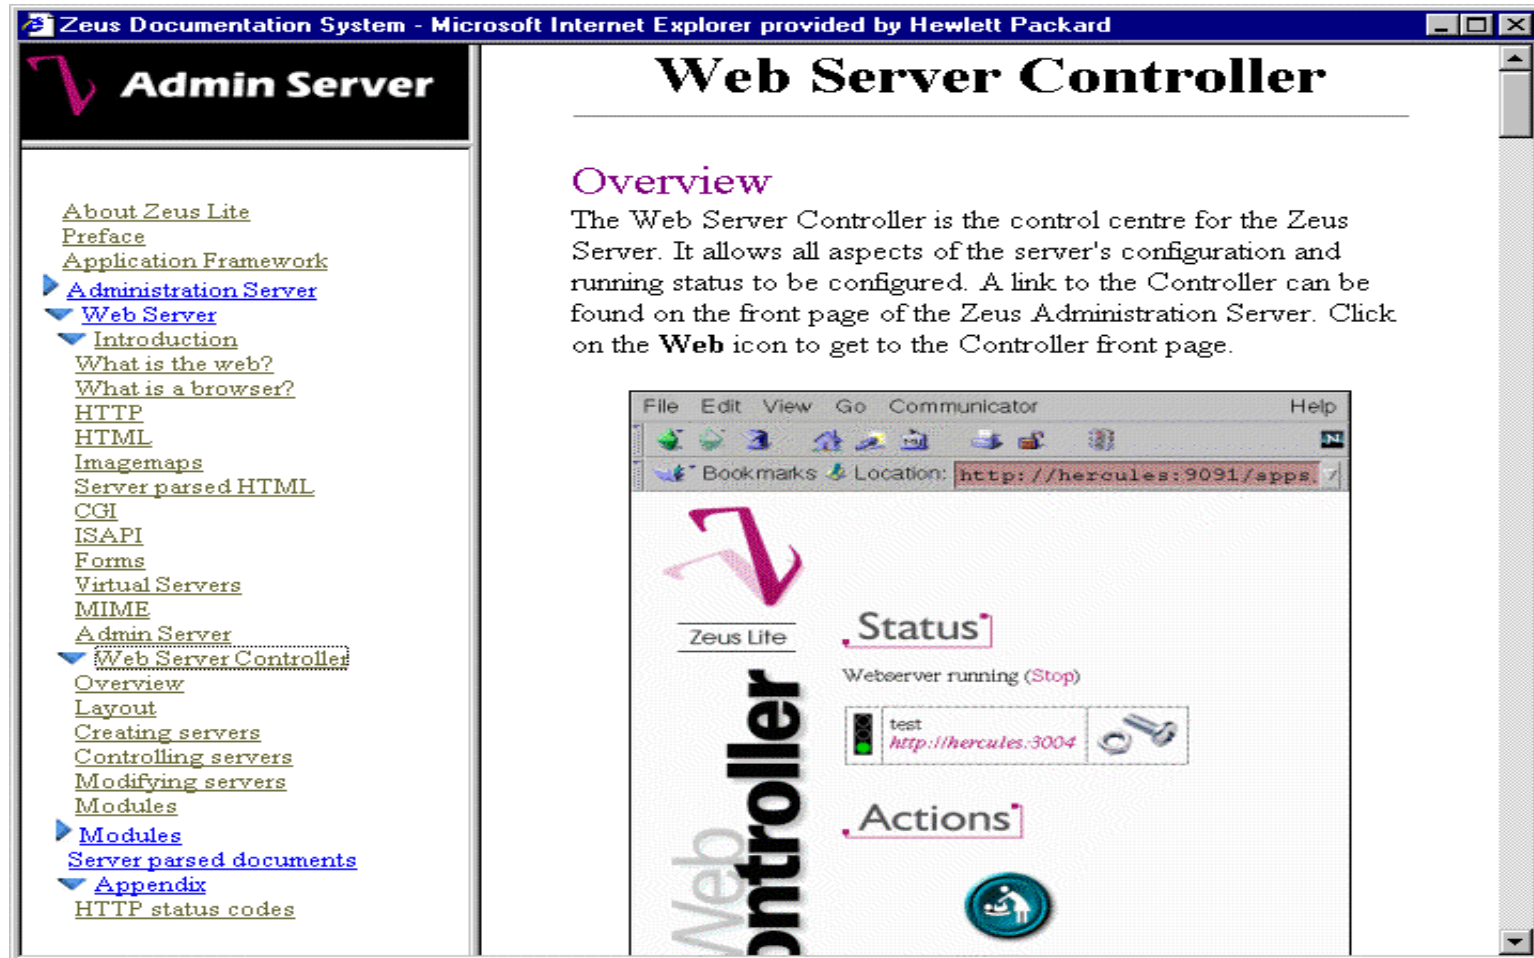 Zeus Documentation System - Microsoft Internet Explorer provided by Hewlett Packard
Admin Server
About Zeus Lite
Preface
Application Framework
Administration Server
Web Server
Introduction
What is the web?
What is a browser?
HTTP
HTML
Imagemaps
Server parsed HTML
CGI
ISAPI
Forms
Virtual Servers
MIME
Admin Server
Web Server Controller
Overview
Layout
Creating servers
Controlling servers
Modifying servers
Modules
Modules
Server parsed documents
Appendix
HTTP status codes
Web Server Controller
Overview
The Web Server Controller is the control centre for the Zeus
Server. It allows all aspects of the server's configuration and
running status to be configured. A link to the Controller can be
found on the front page of the Zeus Administration Server. Click
on the Web icon to get to the Controller front page.
File Edit View Go Communicator Help
N
Bookmarks Location: http://hercules:9091/apps.
Zeus Lite
Web
ontroller
Status
Webserver running (Stop)
test
http://hercules:3004
Actions